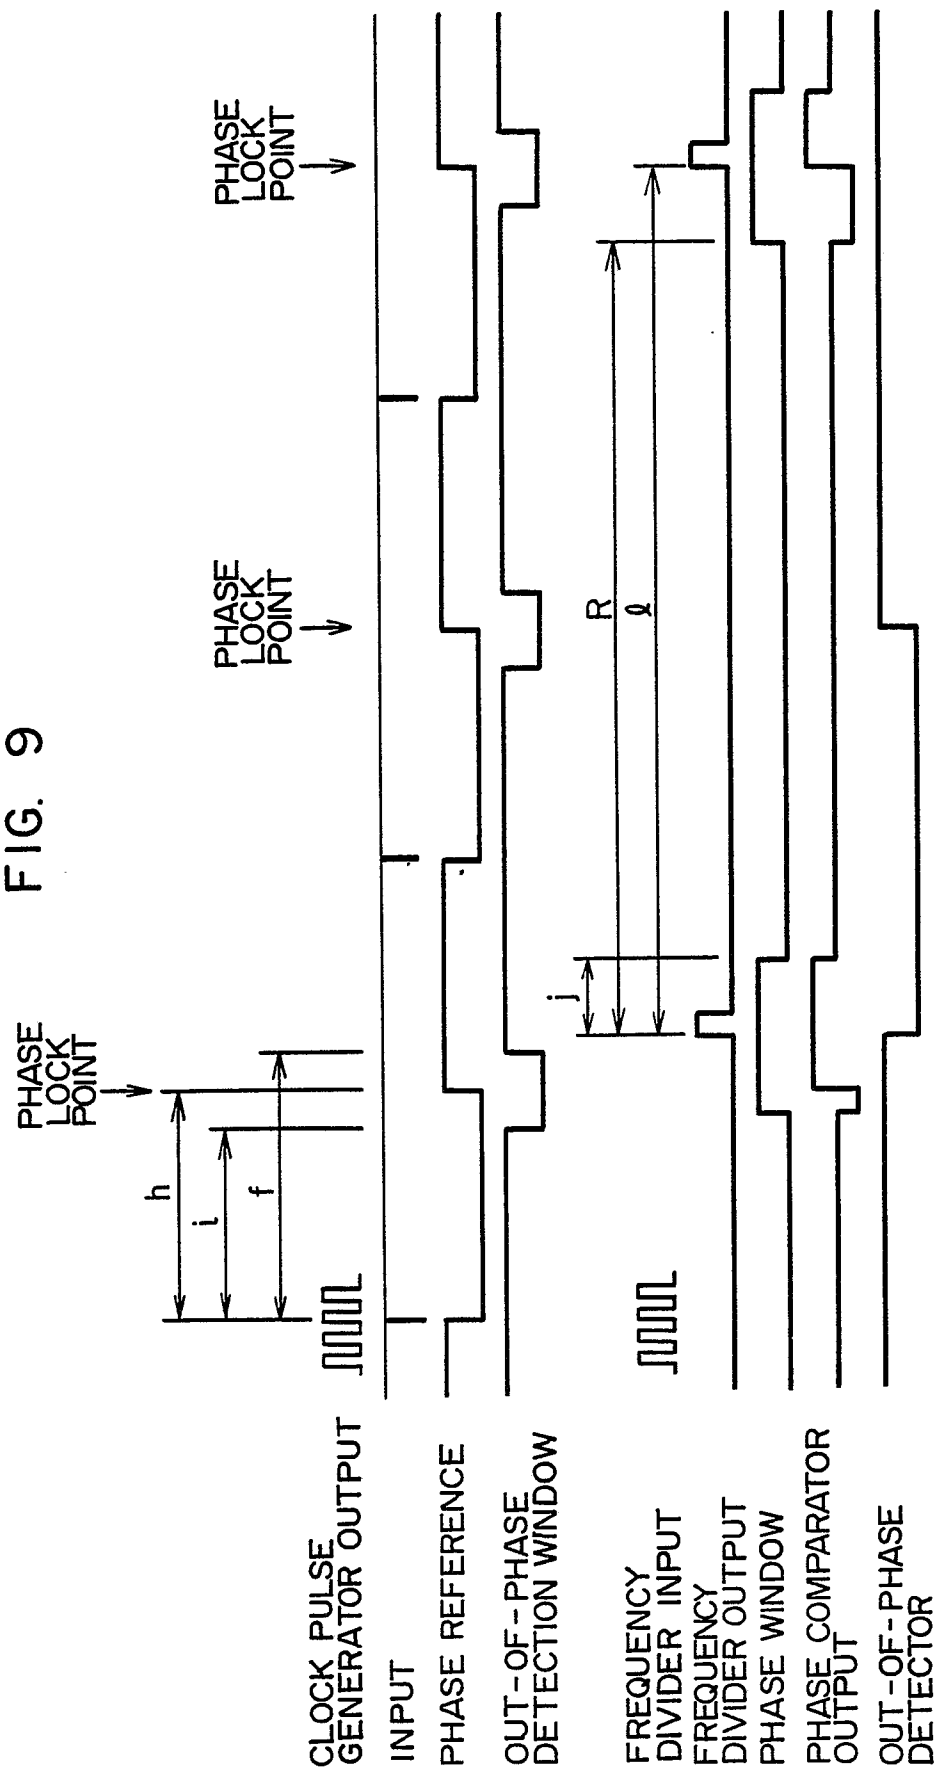 FIG. 9
PHASE
LOCK
POINT
PHASE
LOCK
POINT
PHASE
LOCK
POINT
h
i
f
CLOCK PULSE
GENERATOR OUTPUT
INPUT
PHASE REFERENCE
OUT-OF-PHASE
DETECTION WINDOW
j
R
ℓ
FREQUENCY
DIVIDER INPUT
FREQUENCY
DIVIDER OUTPUT
PHASE WINDOW
PHASE COMPARATOR
OUTPUT
OUT-OF-PHASE
DETECTOR